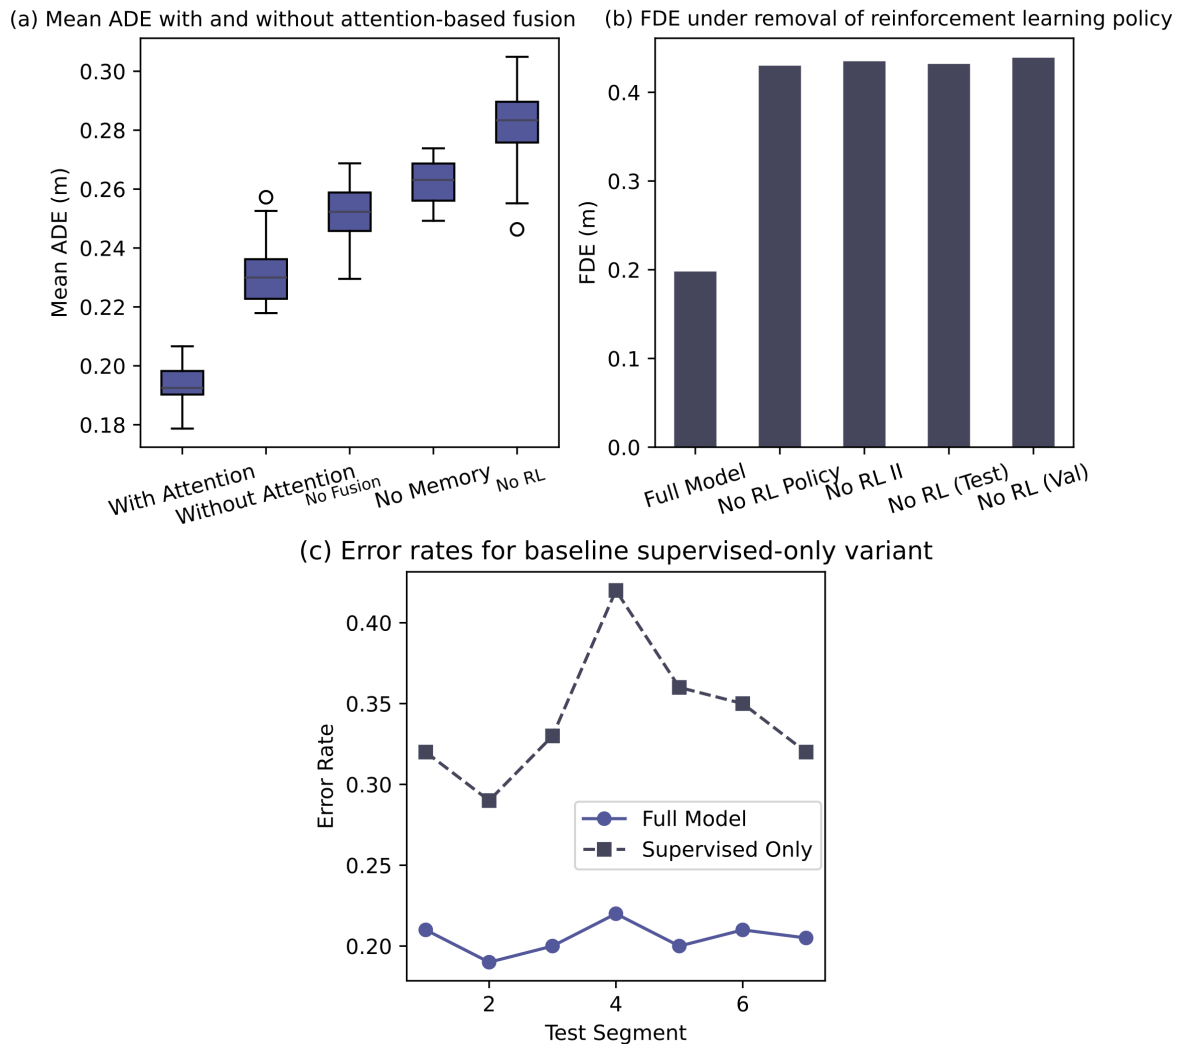 (a) Mean ADE with and without attention-based fusion
Mean ADE (m)
0.30
0.28
0.26
0.24
0.22
0.20
0.18
With Attention
Without Attention
No Fusion
No Memory
No RL
(b) FDE under removal of reinforcement learning policy
FDE (m)
0.4
0.3
0.2
0.1
0.0
Full Model
No RL Policy
No RL II
No RL (Test)
No RL (Val)
(c) Error rates for baseline supervised-only variant
Error Rate
0.40
0.35
0.30
0.25
0.20
Full Model
Supervised Only
2
4
6
Test Segment